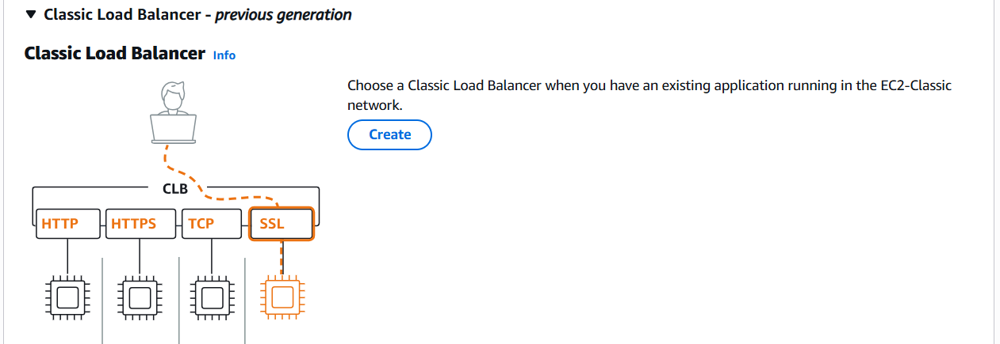 Classic Load Balancer - previous generation
Classic Load Balancer Info
Choose a Classic Load Balancer when you have an existing application running in the EC2-Classic
network.
Create
CLB
HTTP HTTPS TCP SSL